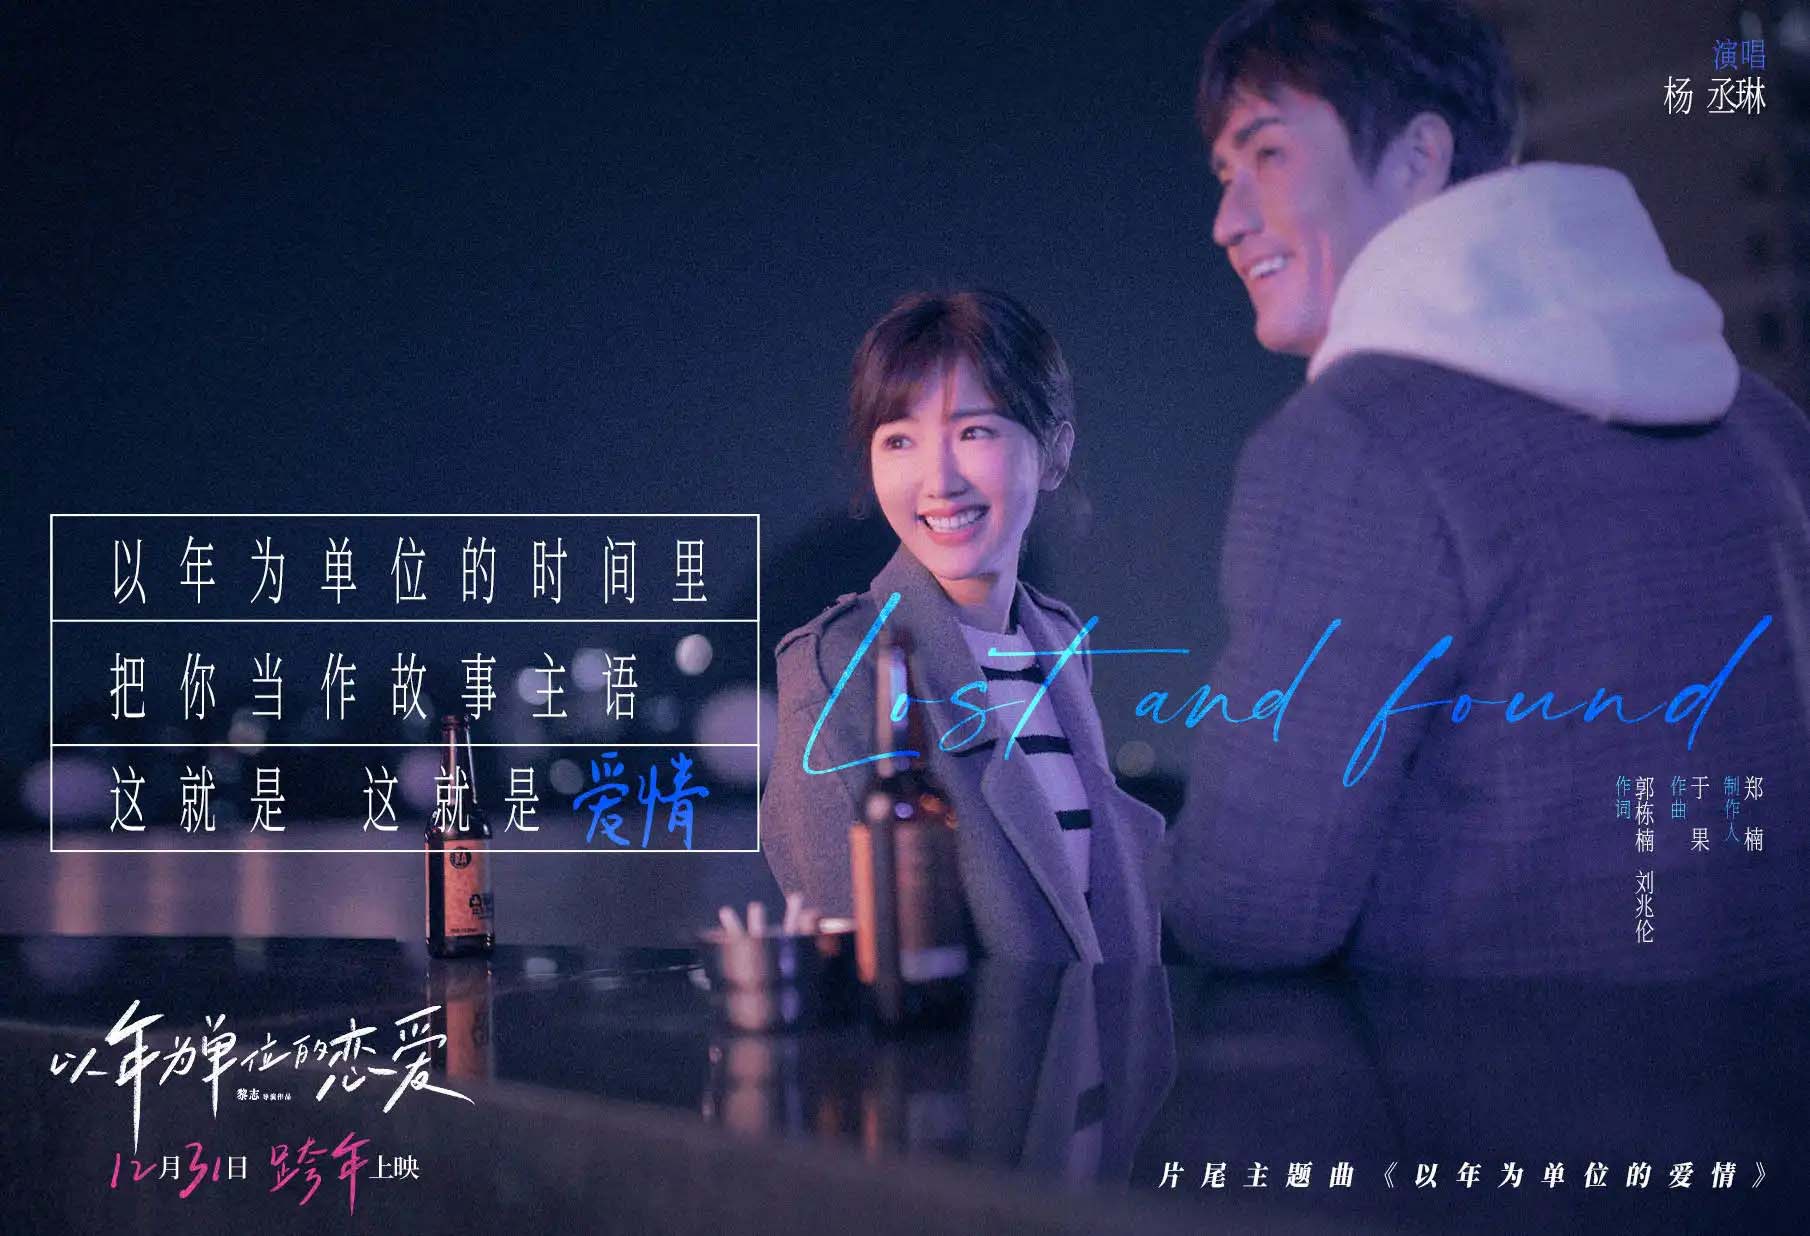 演唱
杨丞琳
以年为单位的时间里
把你当作故事主语
这就是 这就是爱情
Lost and found
制作人 郑楠
作曲 于果
作词 郭栋楠 刘兆伦
以年为单位的恋爱
黎志 导演作品
12月31日 跨年上映
片尾主题曲《以年为单位的爱情》